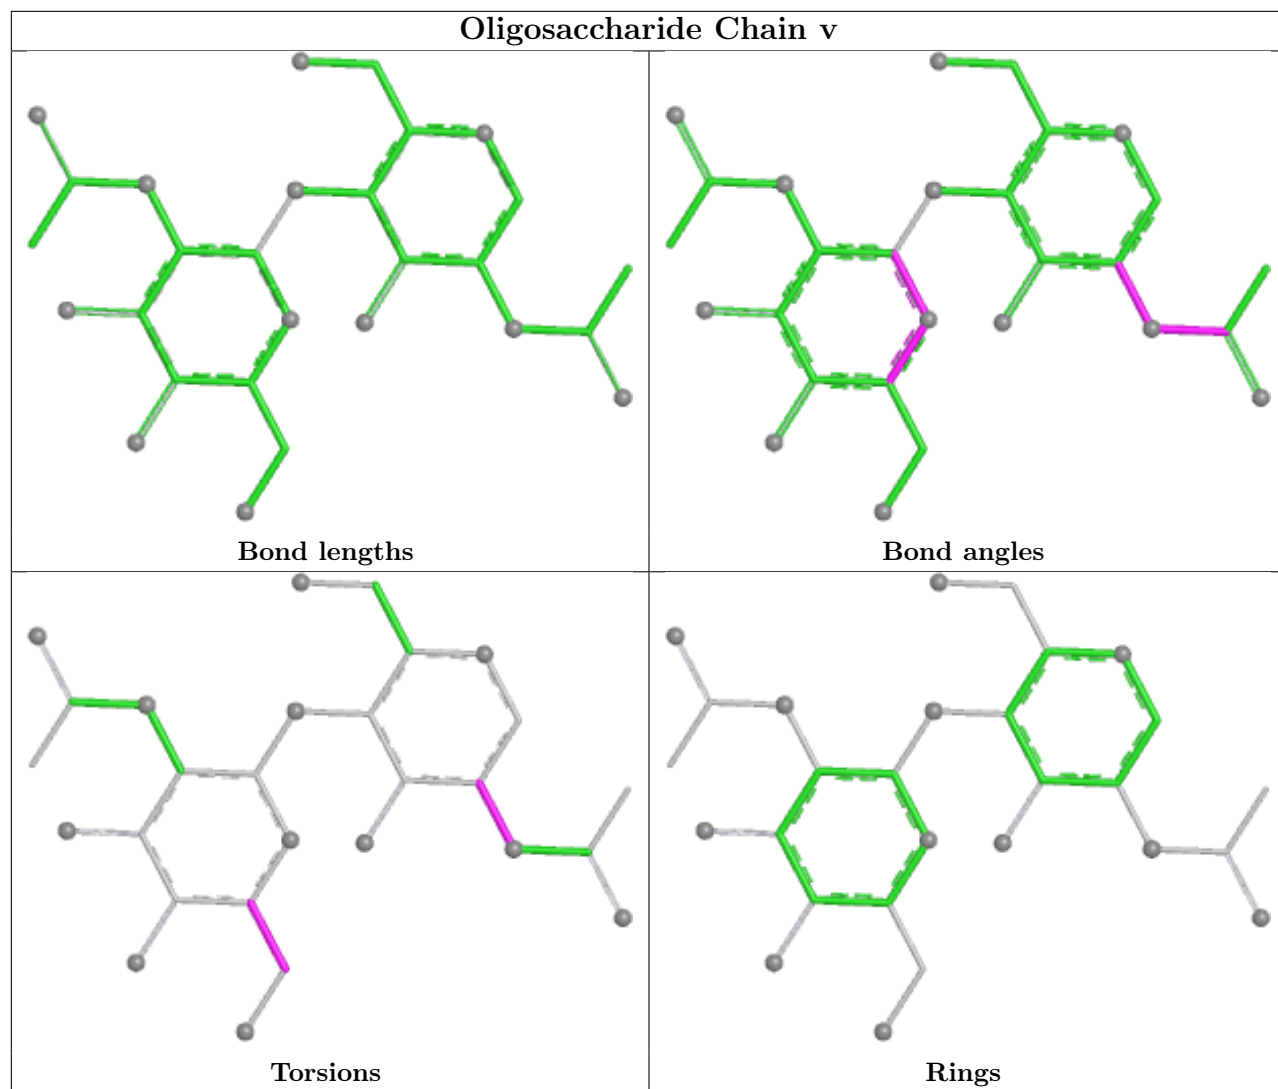 Oligosaccharide Chain v
Bond lengths
Bond angles
Torsions
Rings